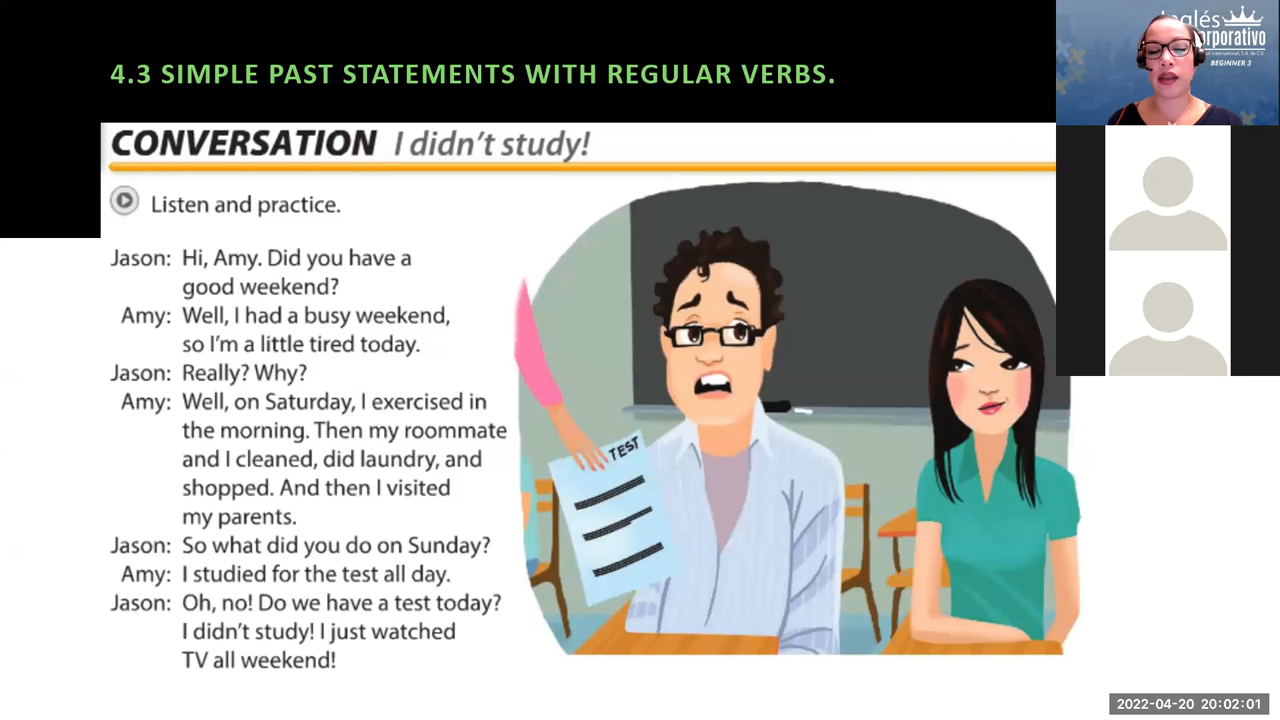 4.3 SIMPLE PAST STATEMENTS WITH REGULAR VERBS.
CONVERSATION I didn't study!
Listen and practice.
Jason: Hi, Amy. Did you have a
good weekend?
Amy: Well, I had a busy weekend,
so I'm a little tired today.
Jason: Really? Why?
Amy: Well, on Saturday, I exercised in
the morning. Then my roommate
and I cleaned, did laundry, and
shopped. And then I visited
my parents.
Jason: So what did you do on Sunday?
Amy: I studied for the test all day.
Jason: Oh, no! Do we have a test today?
I didn't study! I just watched
TV all weekend!
TEST
BEGINNER 3
2022-04-20 20:02:01